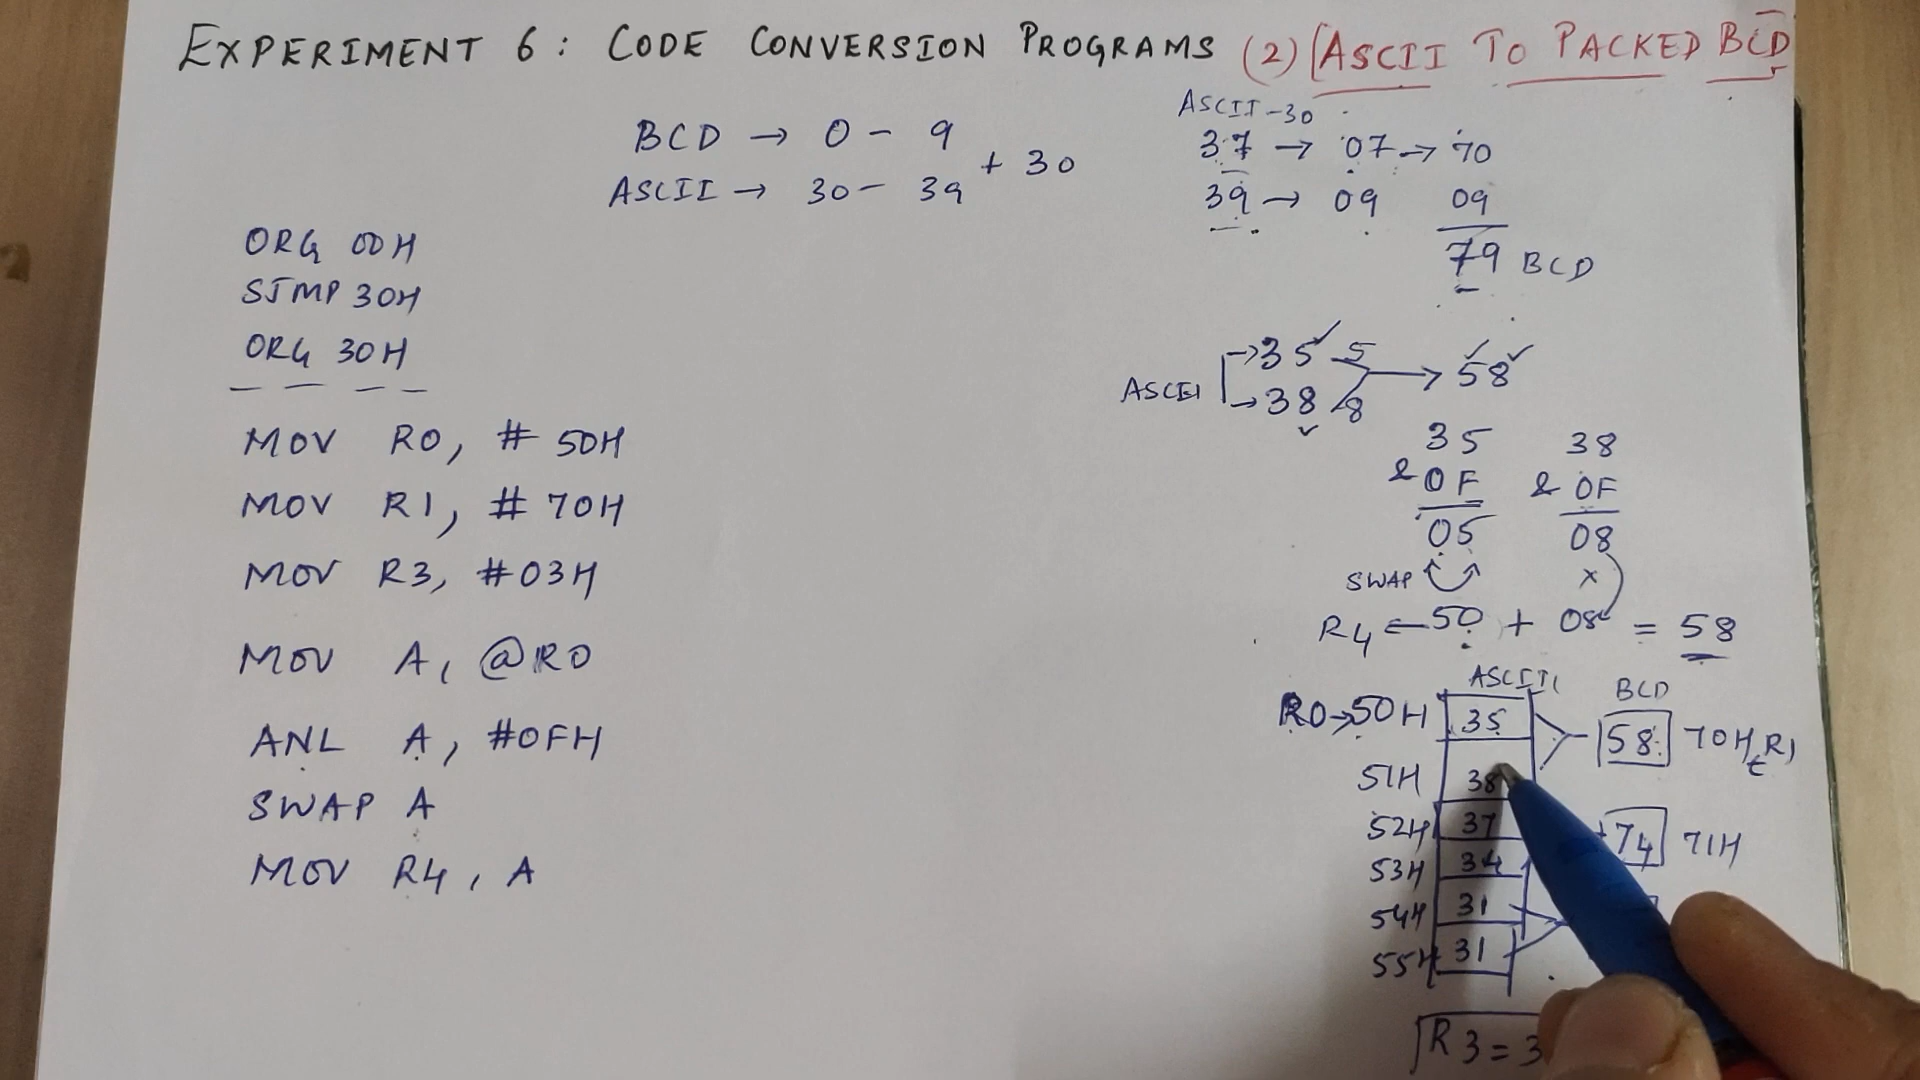 EXPERIMENT 6: CODE CONVERSION PROGRAMS (2) [ASCII TO PACKED BCD
BCD → 0 - 9
ASCII → 30 - 39
+ 30
ORG 00H
SJMP 30H
ORG 30H
MOV R0, # 50H
MOV R1, # 70H
MOV R3, #03H
MOV A, @R0
ANL A, #0FH
SWAP A
MOV R4, A
ASCII - 30
37 → 07 → 70
39 → 09 09
79 BCD
ASCII → 35 5 → 58
→ 38 8
35 38
& 0F & 0F
05 08
SWAP ×
R4 ← 50 + 08 = 58
ASCII BCD
R0→50H 35 58 70H ← R1
51H 38
52H 37 74 71H
53H 34
54H 31
55H 31
R3 = 3